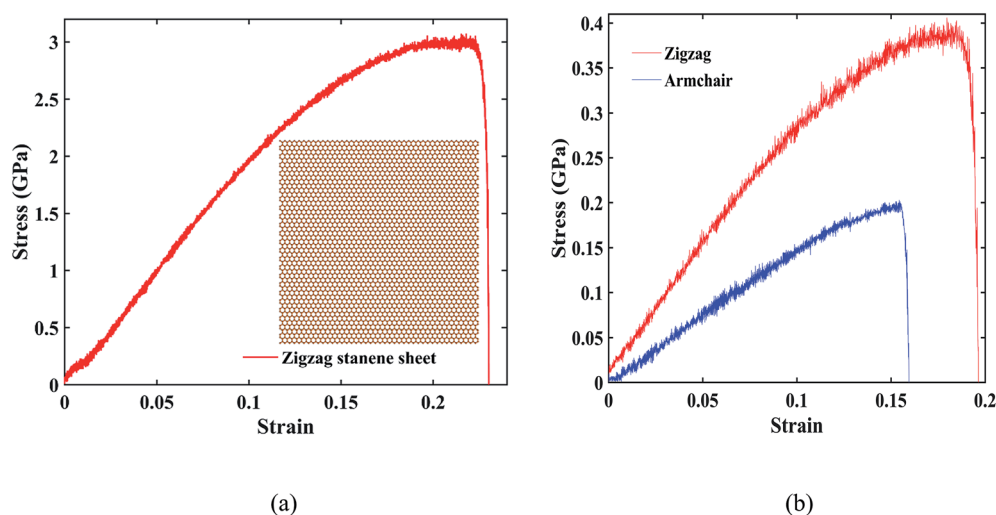 3
2.5
2
1.5
1
0.5
0
Stress (GPa)
0 0.05 0.1 0.15 0.2
Strain
Zigzag stanene sheet
(a)
0.4
0.35
0.3
0.25
0.2
0.15
0.1
0.05
0
Stress (GPa)
0 0.05 0.1 0.15 0.2
Strain
Zigzag
Armchair
(b)